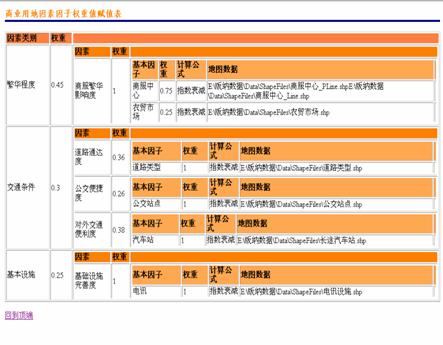 商业用地因素因子权重值赋值表
因素类别 权重
因素 权重
基本因子 权重 计算公式 地图数据
繁华程度 0.45 商服繁华影响度 1
商服中心 0.75 指数衰减 E:\版纳数据\Data\ShapeFiles\商服中心_PLine.shpE:\版纳数据\Data\ShapeFiles\商服中心_Line.shp
农贸市场 0.25 指数衰减 E:\版纳数据\Data\ShapeFiles\农贸市场.shp
因素 权重
交通条件 0.3
道路通达度 0.36
基本因子 权重 计算公式 地图数据
道路类型 1 指数衰减 E:\版纳数据\Data\ShapeFiles\道路类型.shp
公交便捷度 0.26
基本因子 权重 计算公式 地图数据
公交站点 1 指数衰减 E:\版纳数据\Data\ShapeFiles\公交站点.shp
对外交通便利度 0.38
基本因子 权重 计算公式 地图数据
汽车站 1 指数衰减 E:\版纳数据\Data\ShapeFiles\长途汽车站.shp
因素 权重
基本设施 0.25 基础设施完善度 1
基本因子 权重 计算公式 地图数据
电讯 1 指数衰减 E:\版纳数据\Data\ShapeFiles\电讯设施.shp
回到顶端